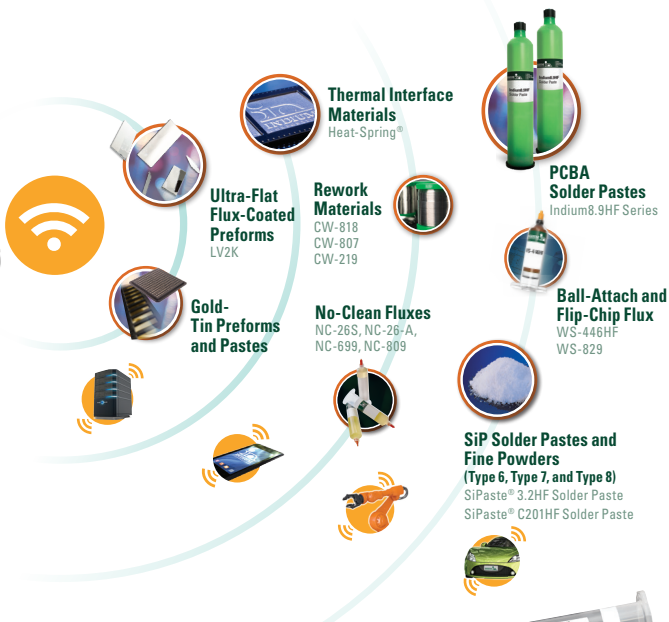 Thermal Interface
Materials
Heat-Spring®
PCBA
Solder Pastes
Indium8.9HF Series
Ultra-Flat
Flux-Coated
Preforms
LV2K
Rework
Materials
CW-818
CW-807
CW-219
Ball-Attach and
Flip-Chip Flux
WS-446HF
WS-829
Gold-
Tin Preforms
and Pastes
No-Clean Fluxes
NC-26S, NC-26-A,
NC-699, NC-809
SiP Solder Pastes and
Fine Powders
(Type 6, Type 7, and Type 8)
SiPaste® 3.2HF Solder Paste
SiPaste® C201HF Solder Paste